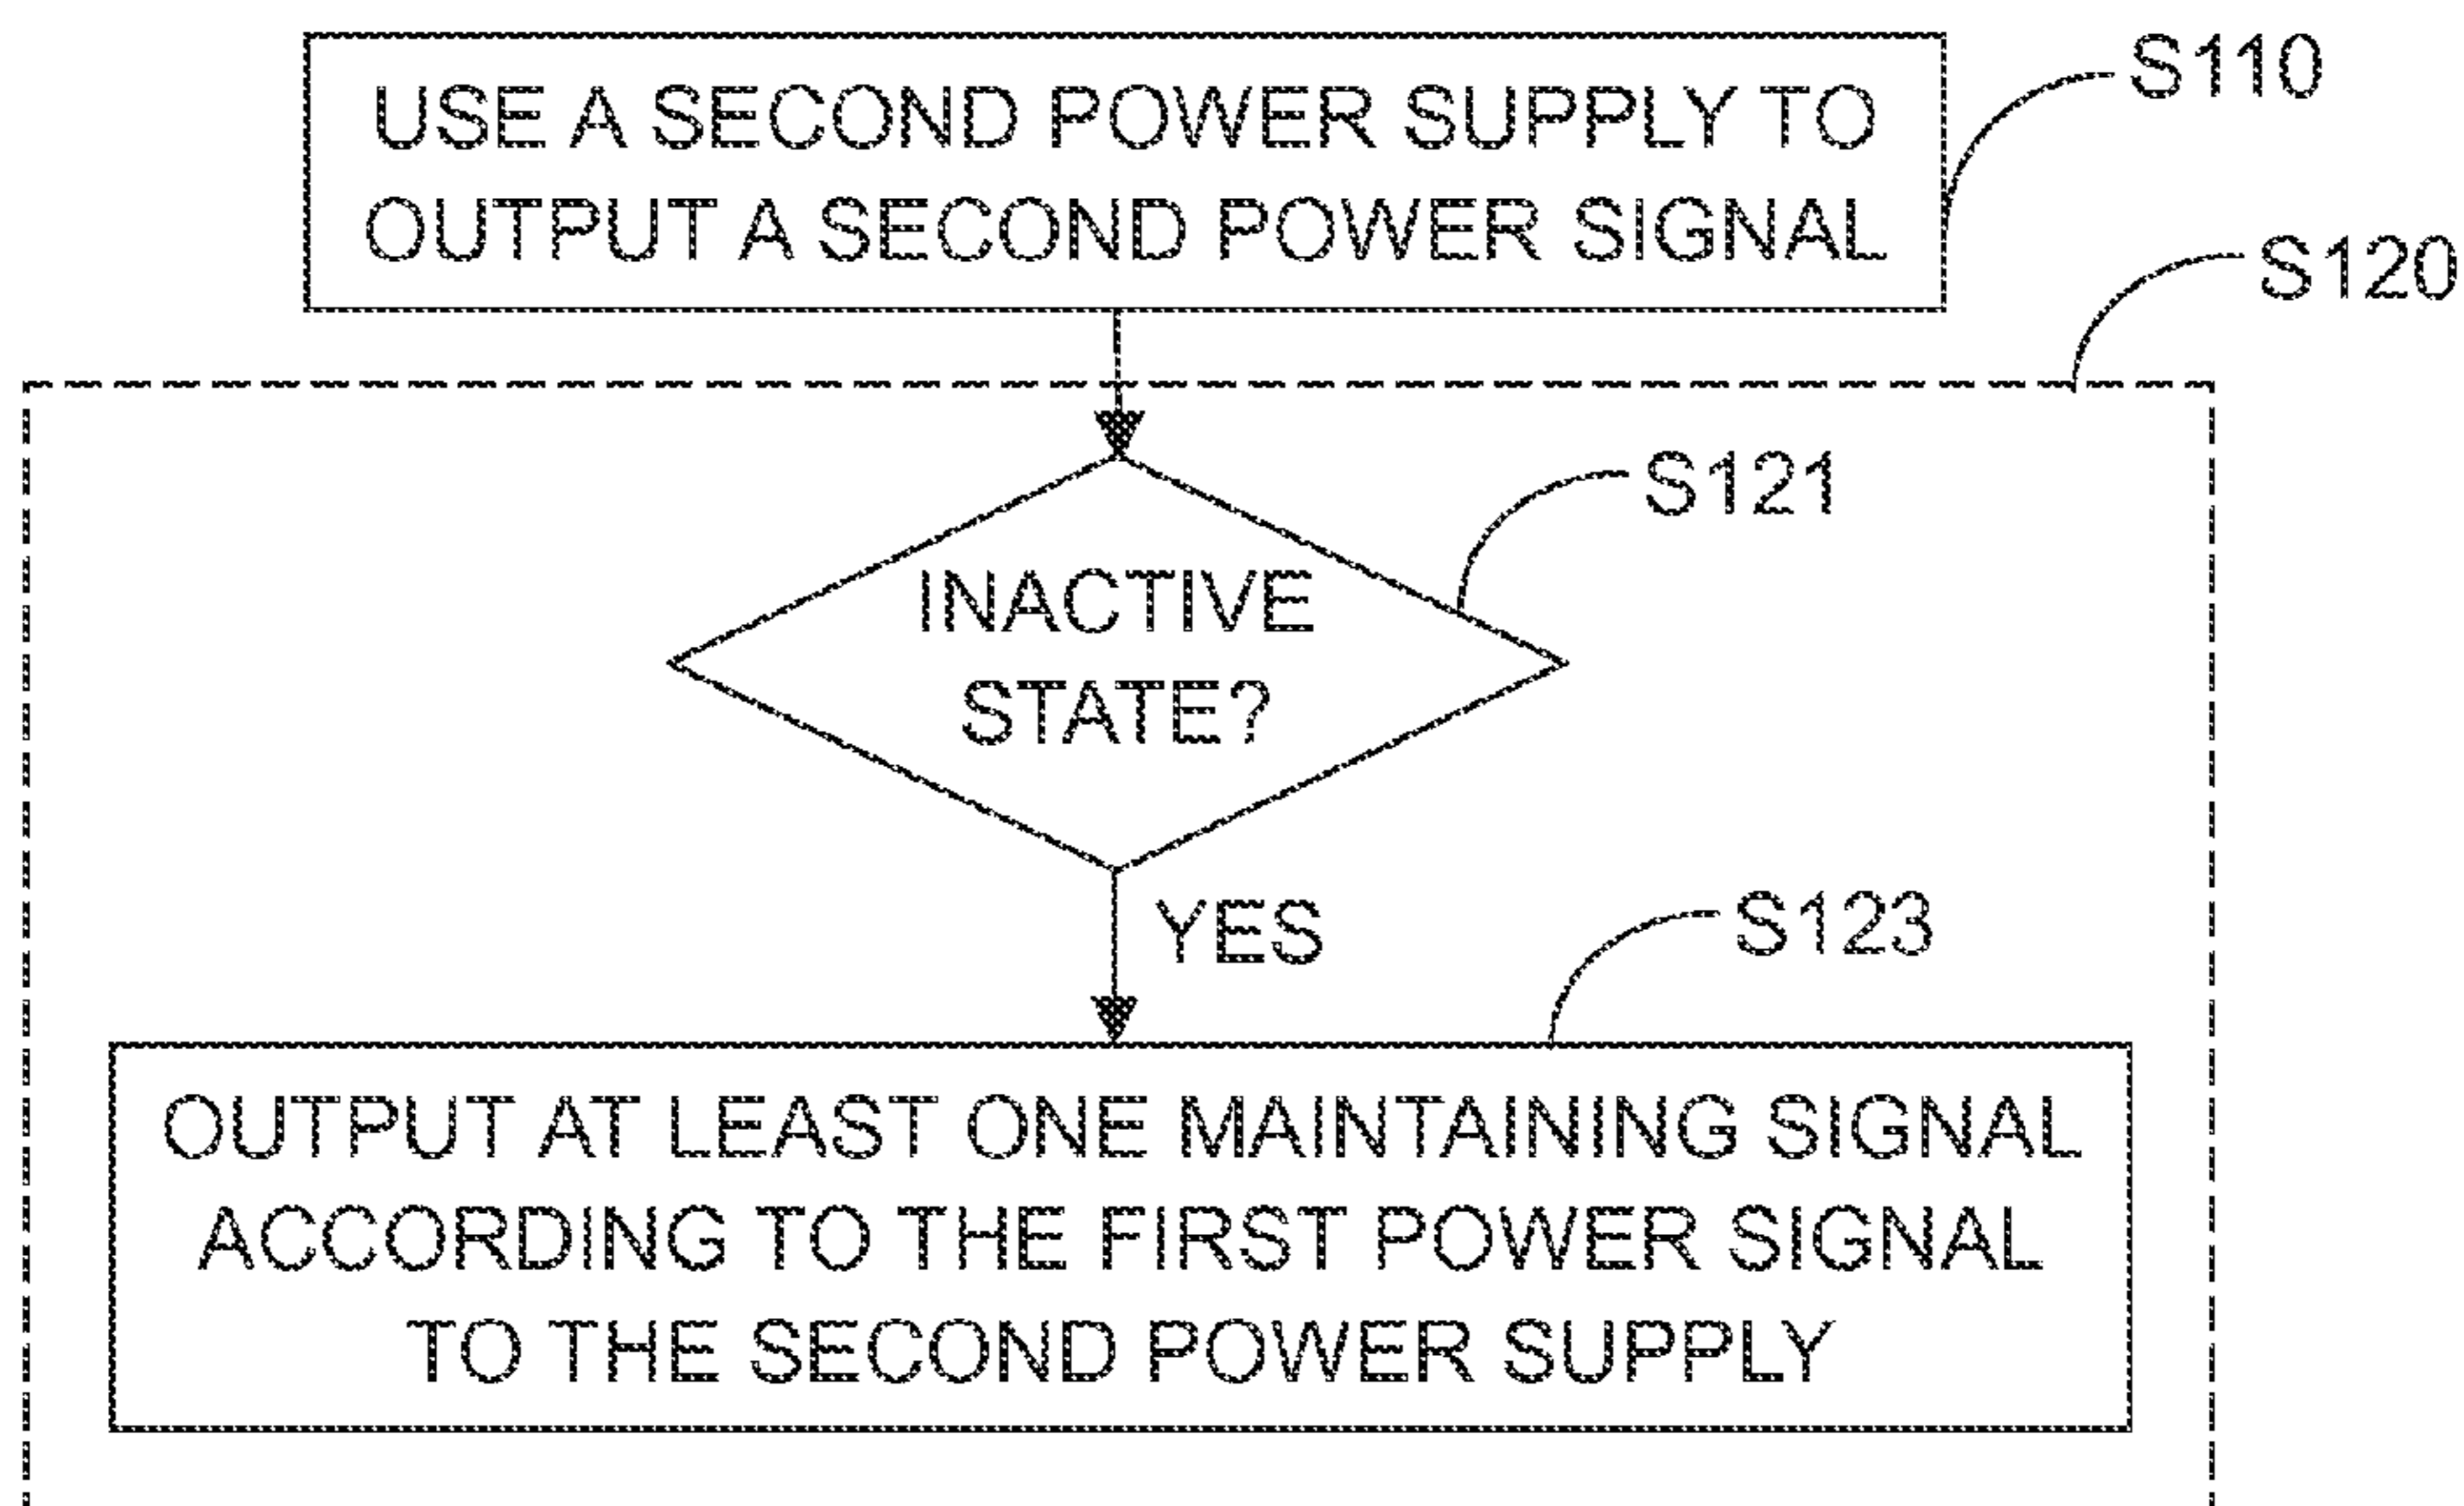 USE A SECOND POWER SUPPLY TO
OUTPUT A SECOND POWER SIGNAL
S110
S120
INACTIVE
STATE?
S121
YES
S123
OUTPUT AT LEAST ONE MAINTAINING SIGNAL
ACCORDING TO THE FIRST POWER SIGNAL
TO THE SECOND POWER SUPPLY